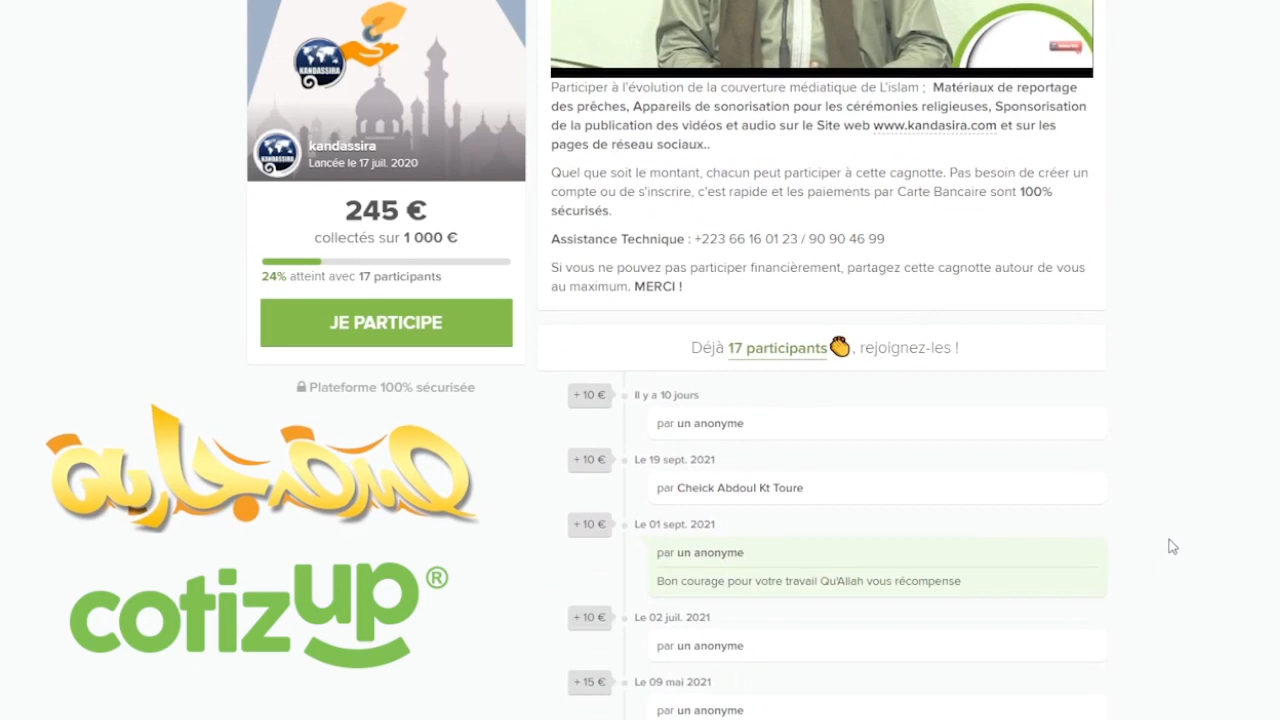 KANDASSIRA
KANDASSIRA
kandassira
Lancée le 17 juil. 2020
245 €
collectés sur 1 000 €
24% atteint avec 17 participants
JE PARTICIPE
Plateforme 100% sécurisée
صدقة جارية
cotizup®
Participer à l'évolution de la couverture médiatique de L'islam ; Matériaux de reportage
des prêches, Appareils de sonorisation pour les cérémonies religieuses, Sponsorisation
de la publication des vidéos et audio sur le Site web www.kandasira.com et sur les
pages de réseau sociaux..
Quel que soit le montant, chacun peut participer à cette cagnotte. Pas besoin de créer un
compte ou de s'inscrire, c'est rapide et les paiements par Carte Bancaire sont 100%
sécurisés.
Assistance Technique : +223 66 16 01 23 / 90 90 46 99
Si vous ne pouvez pas participer financièrement, partagez cette cagnotte autour de vous
au maximum. MERCI !
Déjà 17 participants👏, rejoignez-les !
+ 10 € Il y a 10 jours
par un anonyme
+ 10 € Le 19 sept. 2021
par Cheick Abdoul Kt Toure
+ 10 € Le 01 sept. 2021
par un anonyme
Bon courage pour votre travail Qu'Allah vous récompense
+ 10 € Le 02 juil. 2021
par un anonyme
+ 15 € Le 09 mai 2021
par un anonyme